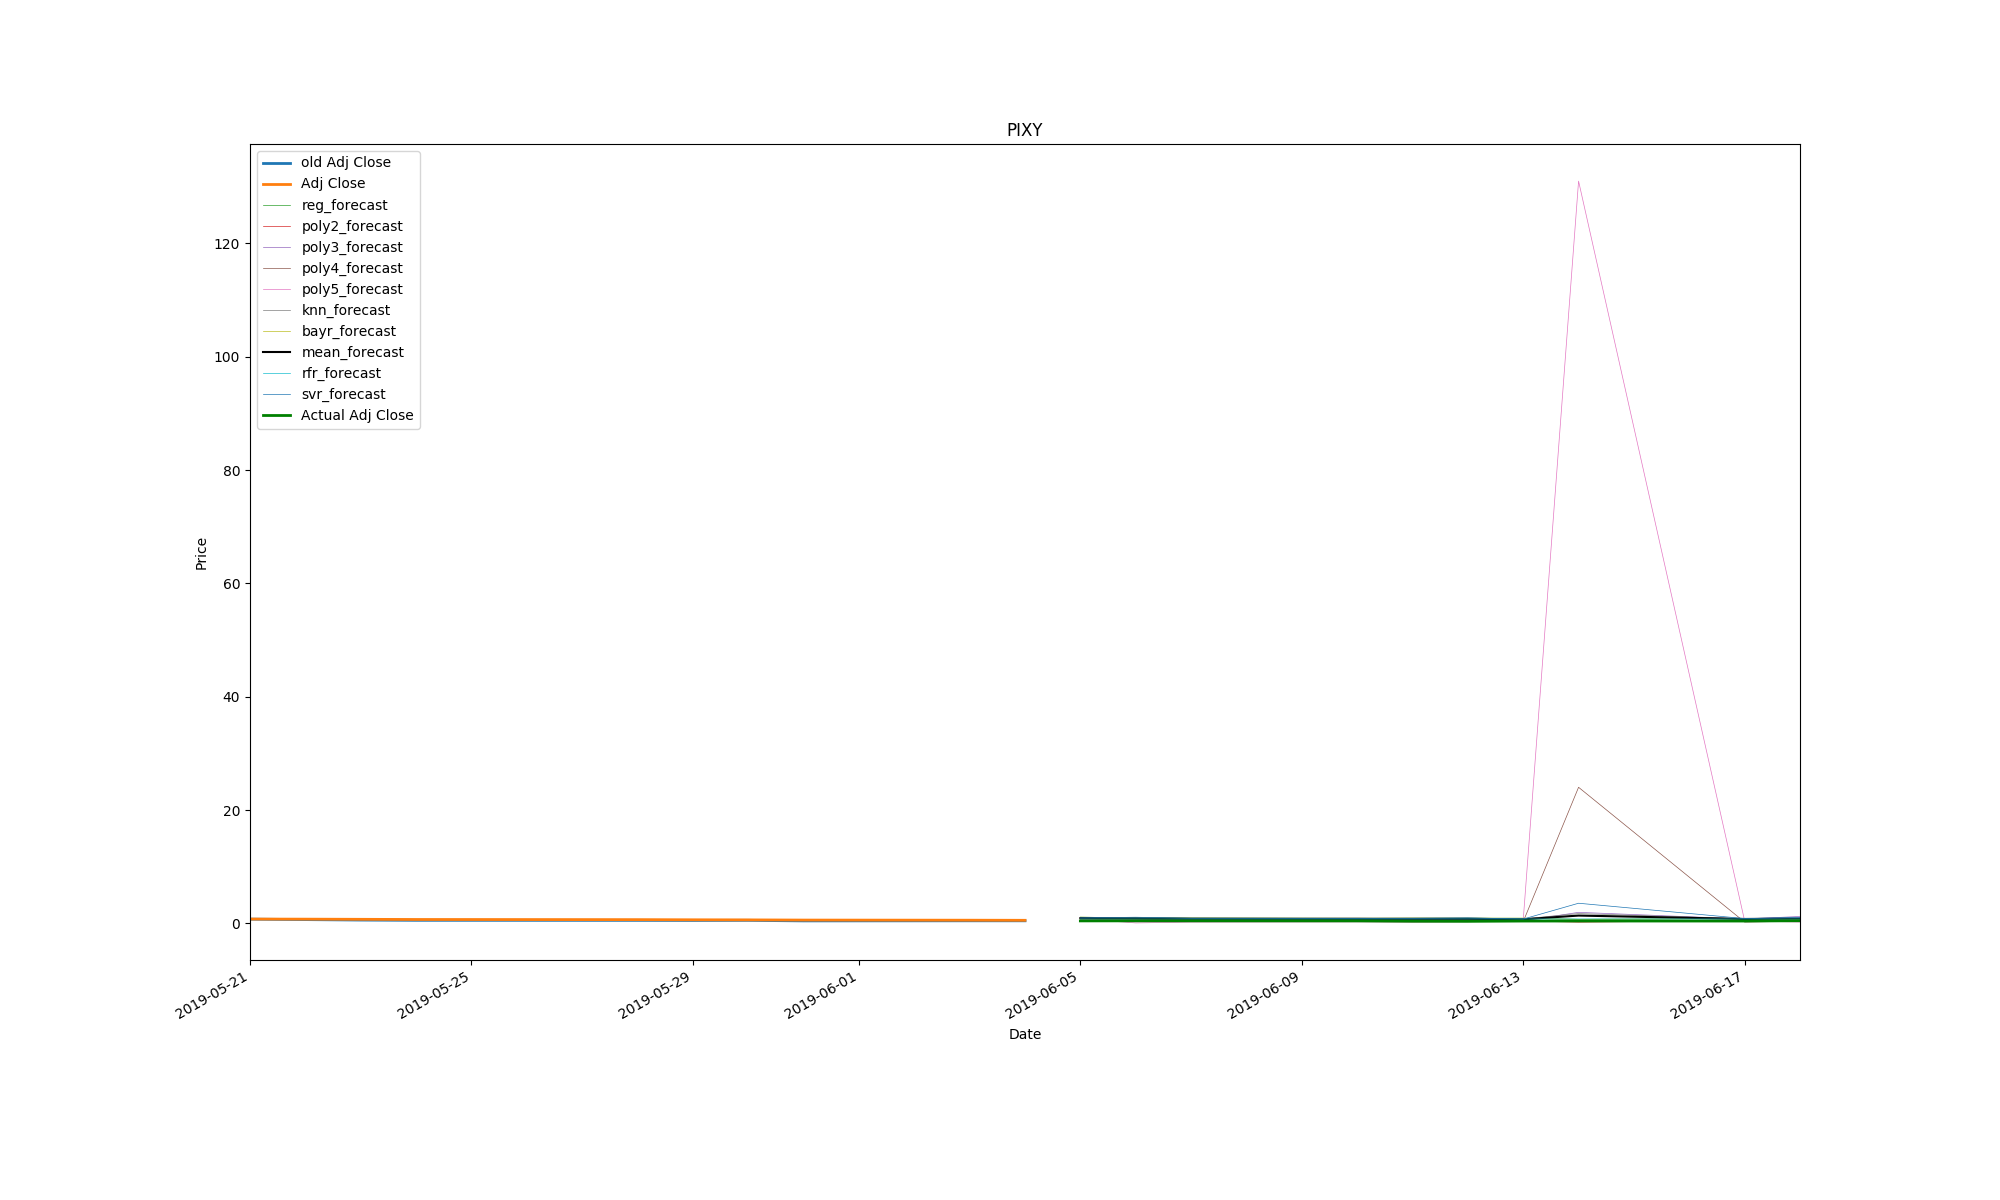 PIXY
old Adj Close
Adj Close
reg_forecast
poly2_forecast
poly3_forecast
poly4_forecast
poly5_forecast
knn_forecast
bayr_forecast
mean_forecast
rfr_forecast
svr_forecast
Actual Adj Close
120
100
80
60
40
20
0
Price
2019-05-21
2019-05-25
2019-05-29
2019-06-01
2019-06-05
2019-06-09
2019-06-13
2019-06-17
Date